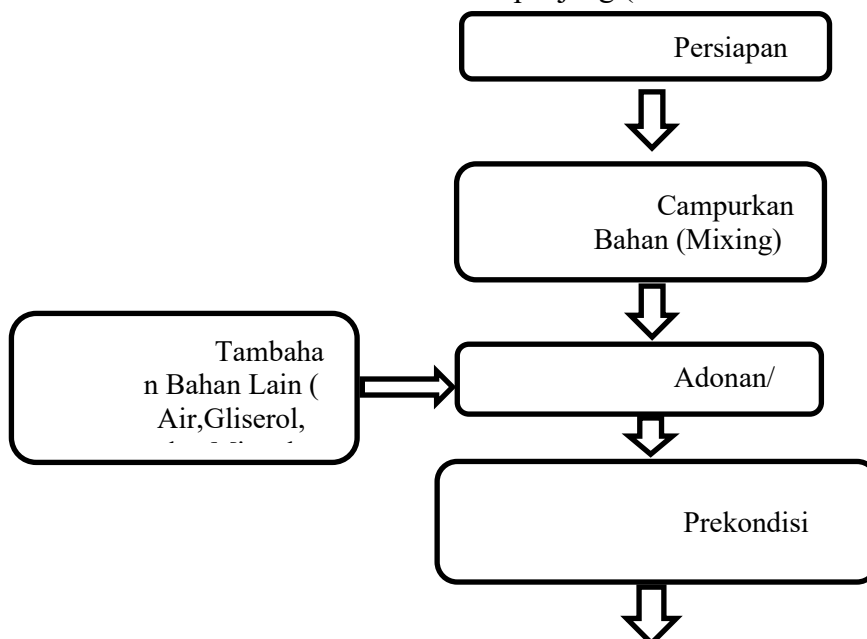 Persiapan
Campurkan
Bahan (Mixing)
Tambaha
n Bahan Lain (
Air,Gliserol,
Adonan/
Prekondisi